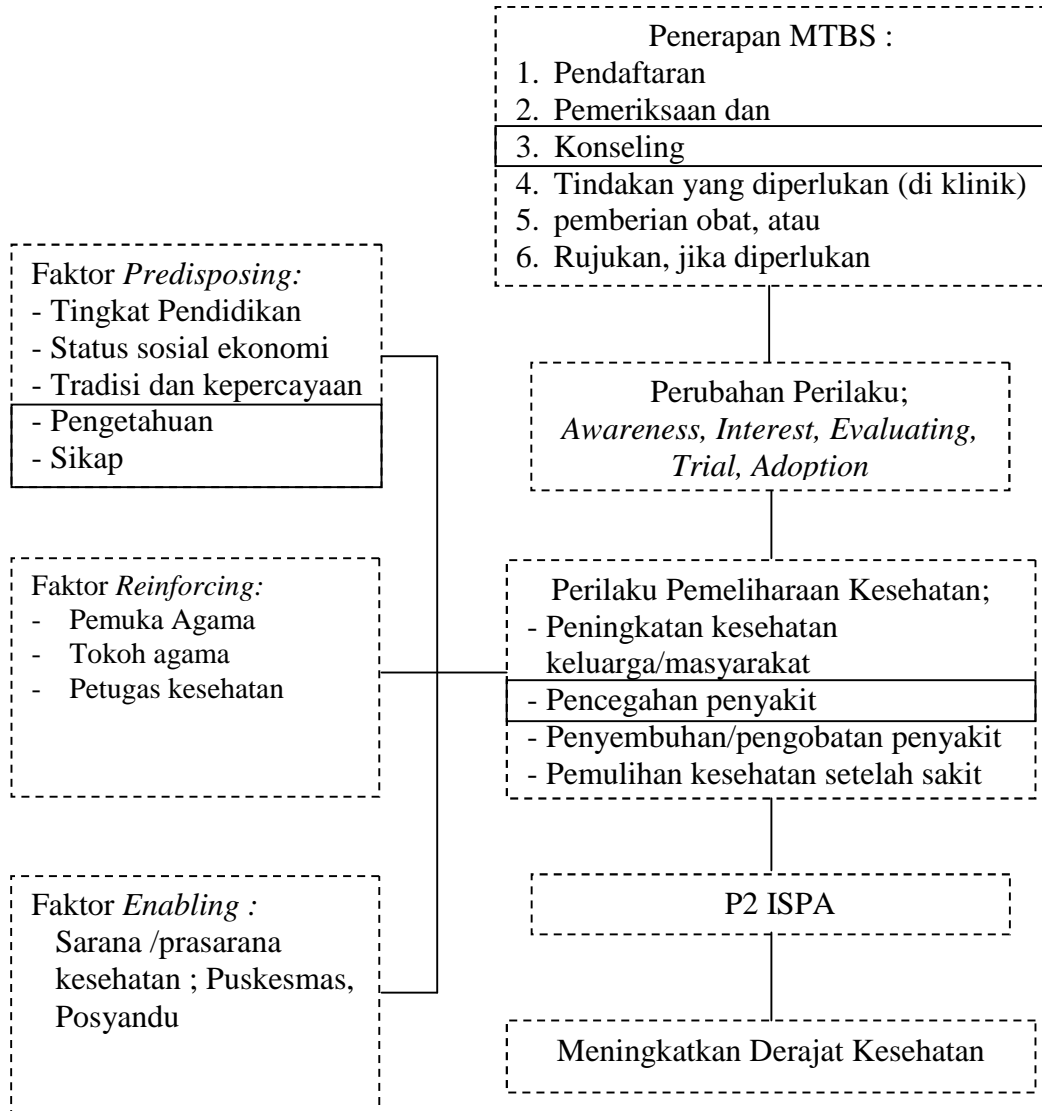 Penerapan MTBS :
1. Pendaftaran
2. Pemeriksaan dan
3. Konseling
4. Tindakan yang diperlukan (di klinik)
5. pemberian obat, atau
6. Rujukan, jika diperlukan
Faktor Predisposing:
- Tingkat Pendidikan
- Status sosial ekonomi
- Tradisi dan kepercayaan
- Pengetahuan
- Sikap
Perubahan Perilaku;
Awareness, Interest, Evaluating,
Trial, Adoption
Faktor Reinforcing:
- Pemuka Agama
- Tokoh agama
- Petugas kesehatan
Perilaku Pemeliharaan Kesehatan;
- Peningkatan kesehatan
keluarga/masyarakat
- Pencegahan penyakit
- Penyembuhan/pengobatan penyakit
- Pemulihan kesehatan setelah sakit
Faktor Enabling :
Sarana /prasarana
kesehatan ; Puskesmas,
Posyandu
P2 ISPA
Meningkatkan Derajat Kesehatan